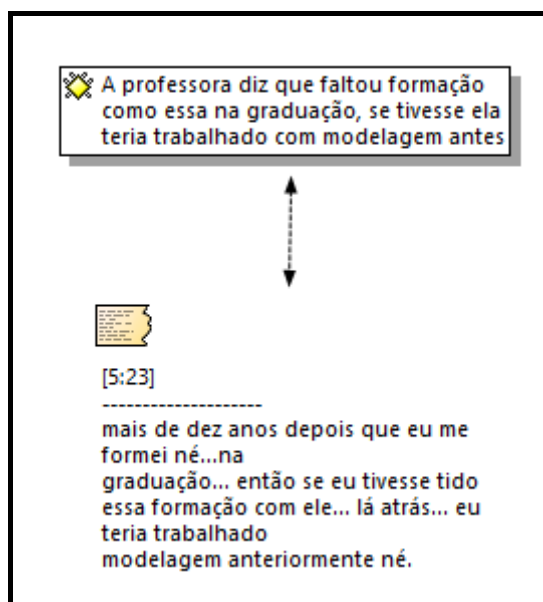 A professora diz que faltou formação
como essa na graduação, se tivesse ela
teria trabalhado com modelagem antes
[5:23]
--------------------
mais de dez anos depois que eu me
formei né...na
graduação... então se eu tivesse tido
essa formação com ele... lá atrás... eu
teria trabalhado
modelagem anteriormente né.